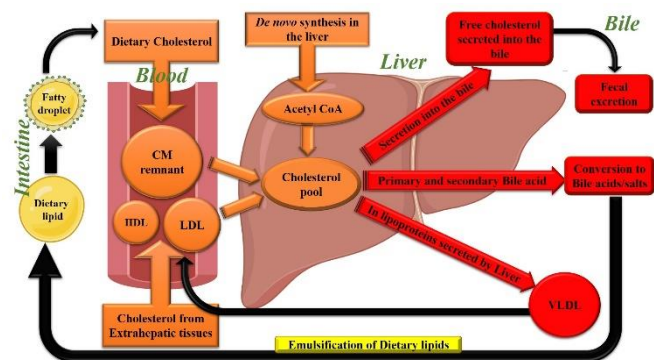 Dietary Cholesterol
De novo synthesis in
the liver
Free cholesterol
secreted into the
bile
Bile
Blood
Liver
Fecal
excretion
Intestine
Fatty
droplet
Acetyl CoA
Secretion into the bile
CM
remnant
Cholesterol
pool
Primary and secondary Bile acid
Conversion to
Bile acids/salts
Dietary
lipid
HDL
LDL
In lipoproteins secreted by Liver
VLDL
Cholesterol from
Extrahepatic tissues
Emulsification of Dietary lipids